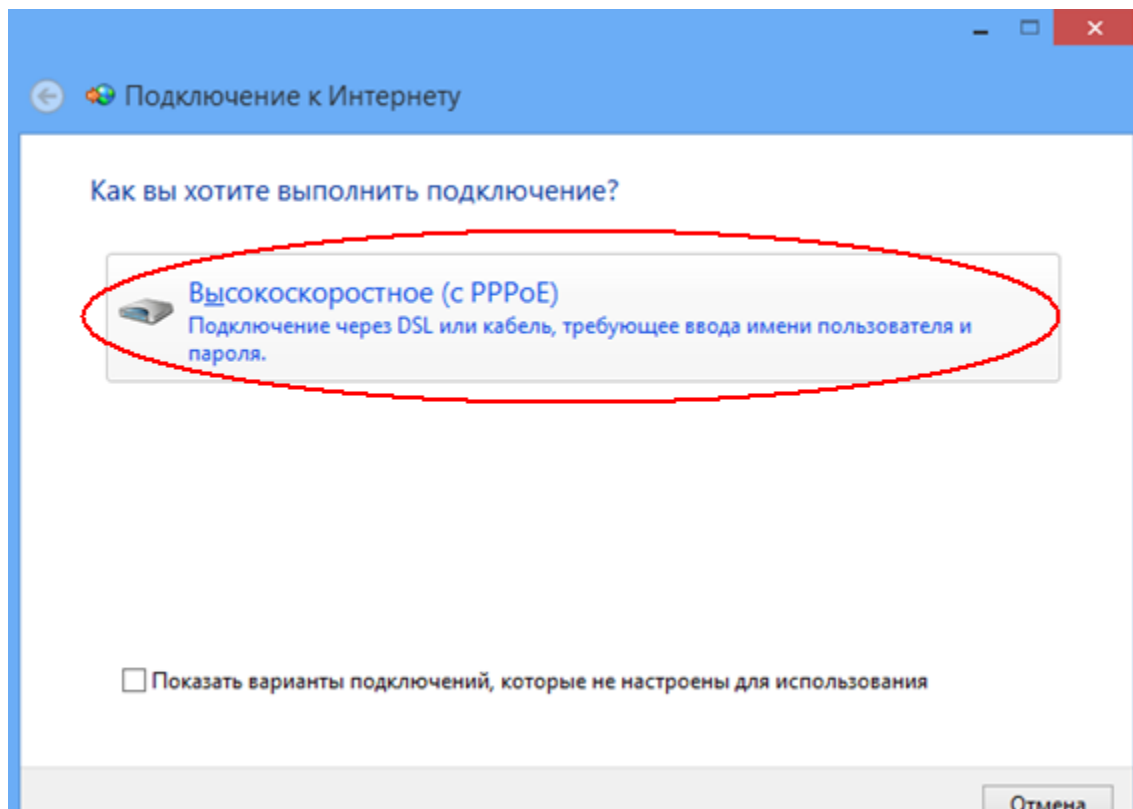 Подключение к Интернету
Как вы хотите выполнить подключение?
Высокоскоростное (с PPPoE)
Подключение через DSL или кабель, требующее ввода имени пользователя и
пароля.
Показать варианты подключений, которые не настроены для использования
Отмена